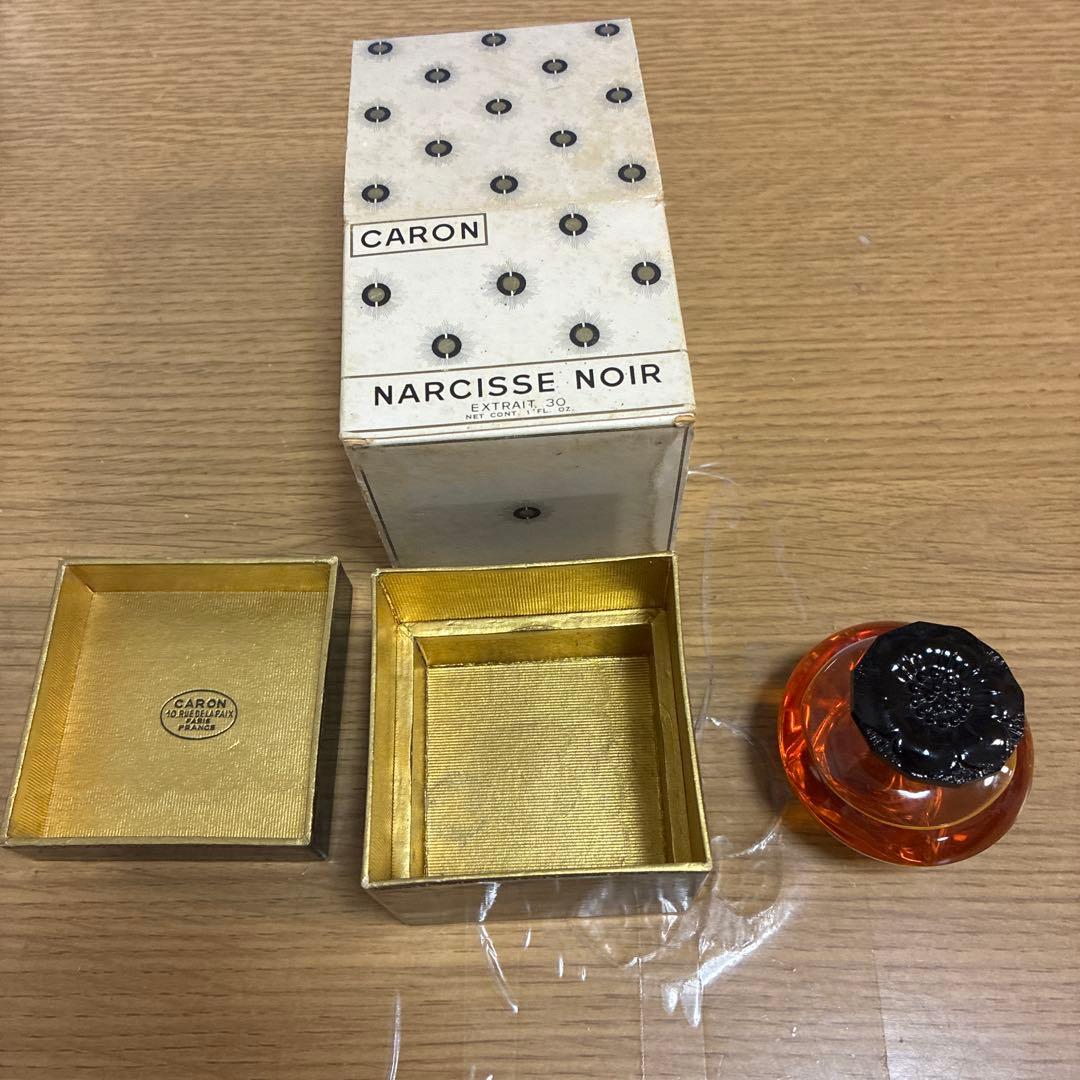 CARON
NARCISSE NOIR
EXTRAIT. 30
NET CONT. 1 FL. OZ.
CARON
10 RUE DE LA PAIX
PARIS
FRANCE